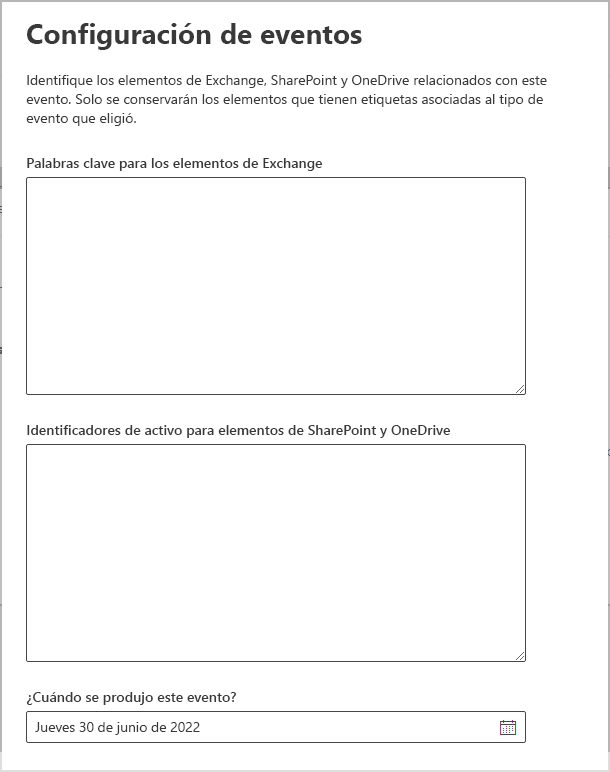 Configuración de eventos
Identifique los elementos de Exchange, SharePoint y OneDrive relacionados con este
evento. Solo se conservarán los elementos que tienen etiquetas asociadas al tipo de
evento que eligió.
Palabras clave para los elementos de Exchange
Identificadores de activo para elementos de SharePoint y OneDrive
¿Cuándo se produjo este evento?
Jueves 30 de junio de 2022